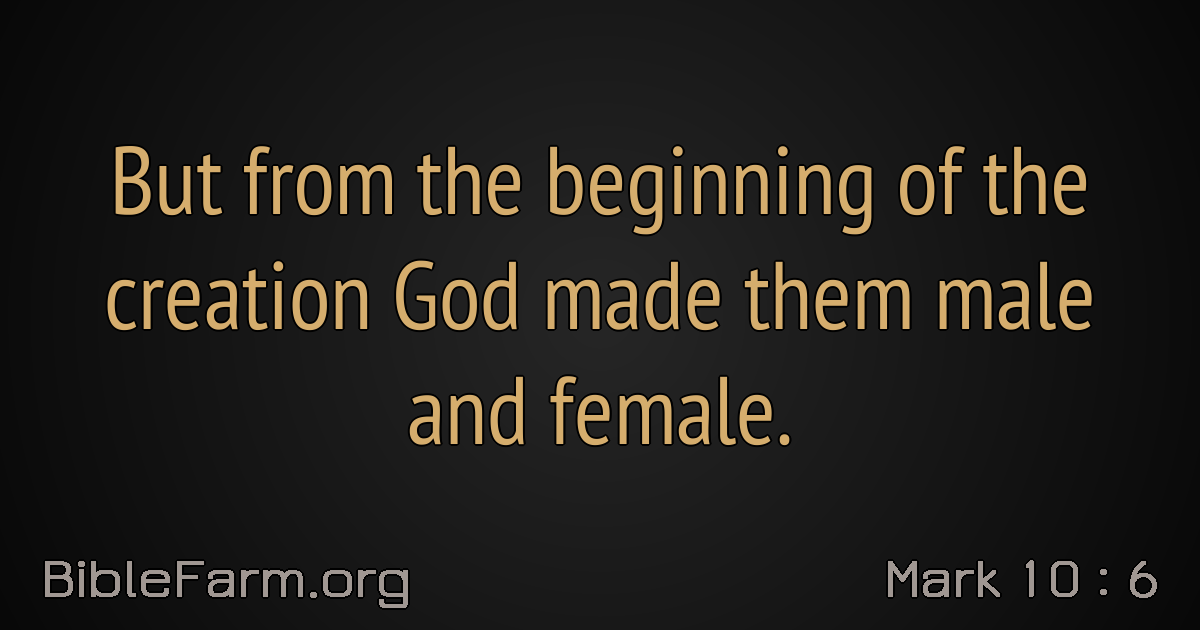 But from the beginning of the
creation God made them male
and female.
BibleFarm.org
Mark 10 : 6